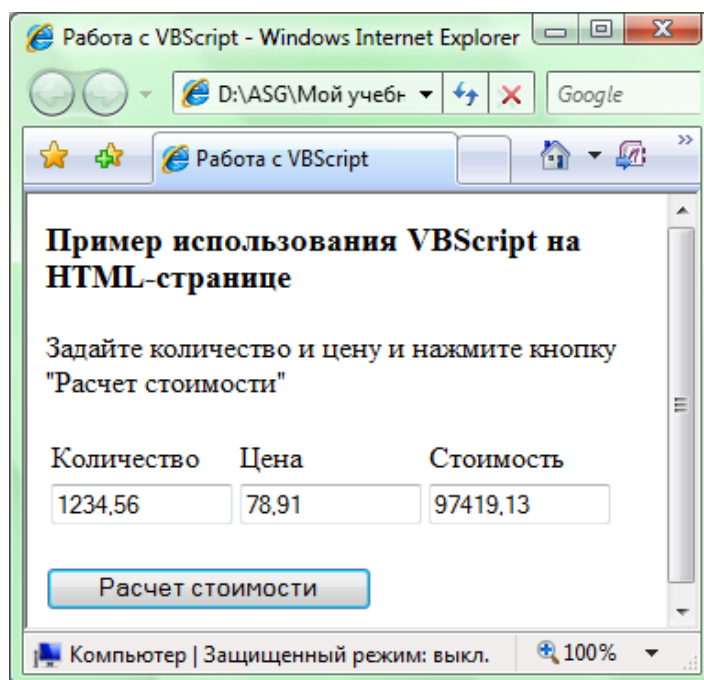 Работа с VBScript - Windows Internet Explorer
D:\ASG\Мой учебн
Google
Работа с VBScript
Пример использования VBScript на
HTML-странице
Задайте количество и цену и нажмите кнопку
"Расчет стоимости"
Количество Цена Стоимость
1234,56 78,91 97419,13
Расчет стоимости
Компьютер | Защищенный режим: выкл. 100%